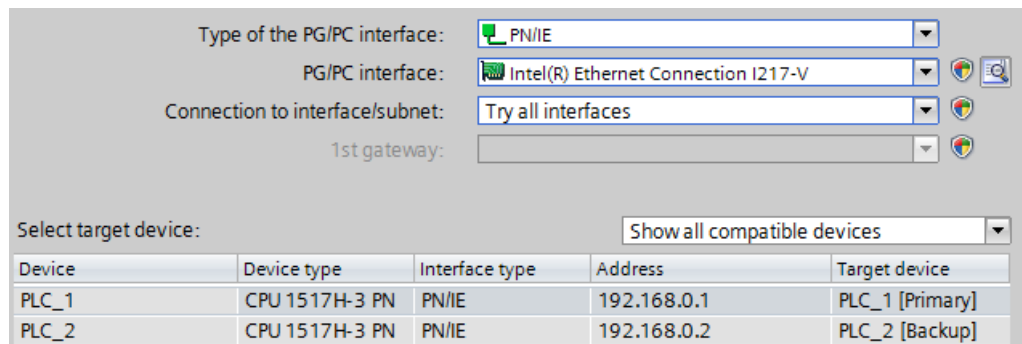 Type of the PG/PC interface: PN/IE
PG/PC interface: Intel(R) Ethernet Connection I217-V
Connection to interface/subnet: Try all interfaces
1st gateway:
Select target device: Show all compatible devices
Device Device type Interface type Address Target device
PLC_1 CPU 1517H-3 PN PN/IE 192.168.0.1 PLC_1 [Primary]
PLC_2 CPU 1517H-3 PN PN/IE 192.168.0.2 PLC_2 [Backup]